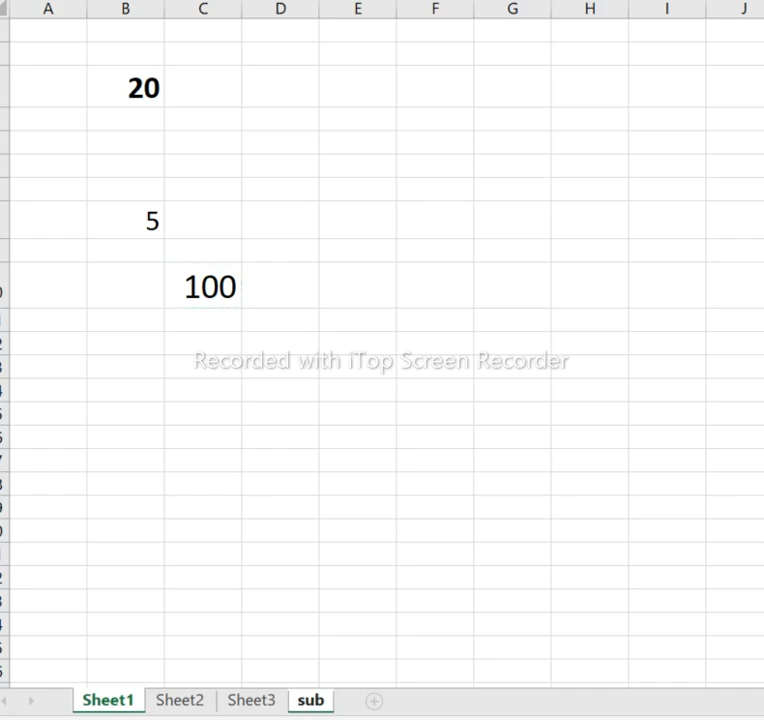 A B C D E F G H I J
20
5
100
Recorded with iTop Screen Recorder
Sheet1 Sheet2 Sheet3 sub